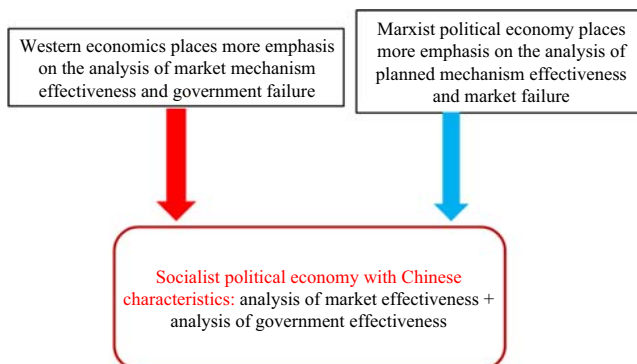 Western economics places more emphasis
on the analysis of market mechanism
effectiveness and government failure
Marxist political economy places
more emphasis on the analysis of
planned mechanism effectiveness
and market failure
Socialist political economy with Chinese
characteristics: analysis of market effectiveness +
analysis of government effectiveness